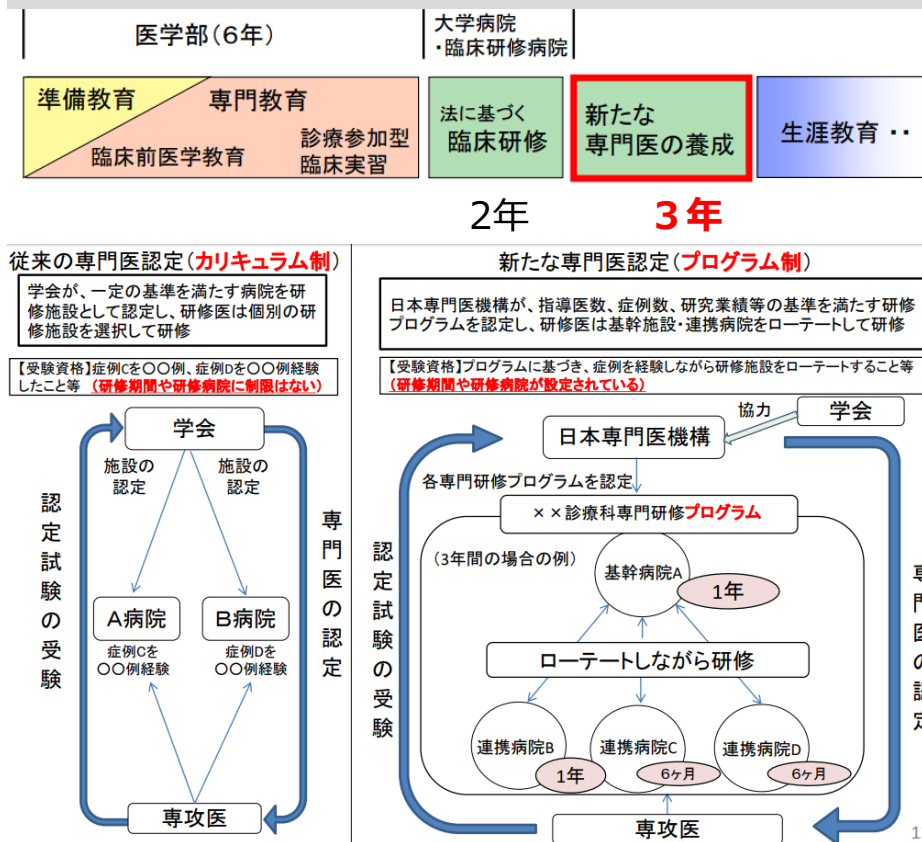 医学部(6年)
大学病院
・臨床研修病院
準備教育
専門教育
臨床前医学教育
診療参加型
臨床実習
法に基づく
臨床研修
新たな
専門医の養成
生涯教育 ・・
2年
3年
従来の専門医認定(カリキュラム制)
学会が、一定の基準を満たす病院を研
修施設として認定し、研修医は個別の研
修施設を選択して研修
【受験資格】症例Cを〇〇例、症例Dを〇〇例経験
したこと等 (研修期間や研修病院に制限はない)
学会
施設の
認定
施設の
認定
認定試験の受験
専門医の認定
A病院
B病院
症例Cを
〇〇例経験
症例Dを
〇〇例経験
専攻医
新たな専門医認定(プログラム制)
日本専門医機構が、指導医数、症例数、研究業績等の基準を満たす研修
プログラムを認定し、研修医は基幹施設・連携病院をローテートして研修
【受験資格】プログラムに基づき、症例を経験しながら研修施設をローテートすること等
(研修期間や研修病院が設定されている)
学会
協力
日本専門医機構
各専門研修プログラムを認定
××診療科専門研修プログラム
(3年間の場合の例)
基幹病院A
1年
認定試験の受験
専門医の認定
ローテートしながら研修
連携病院B
連携病院C
連携病院D
1年
6ヶ月
6ヶ月
専攻医